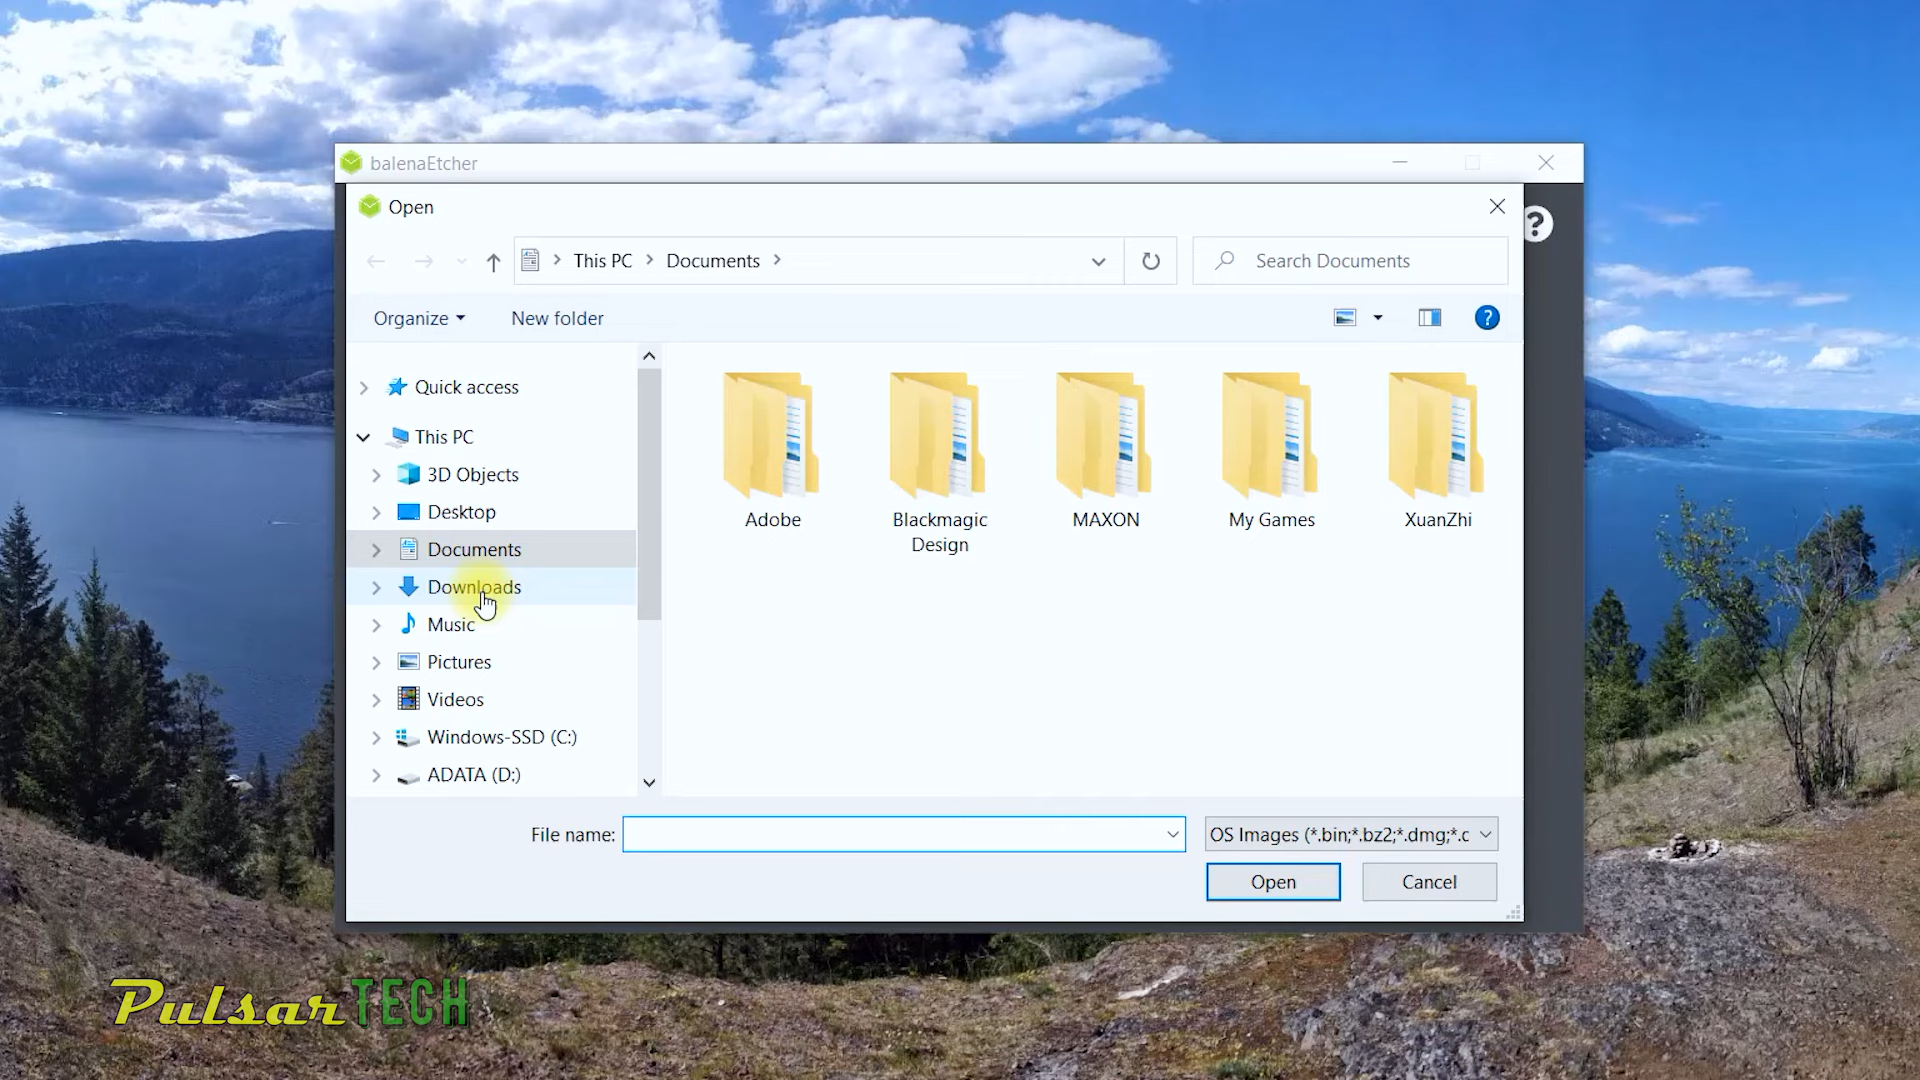 balenaEtcher
Open
This PC
Documents
Search Documents
Organize
New folder
Quick access
This PC
3D Objects
Desktop
Documents
Downloads
Music
Pictures
Videos
Windows-SSD (C:)
ADATA (D:)
Adobe
Blackmagic
Design
MAXON
My Games
XuanZhi
File name:
OS Images (*.bin;*.bz2;*.dmg;*.c
Open
Cancel
PulsarTECH